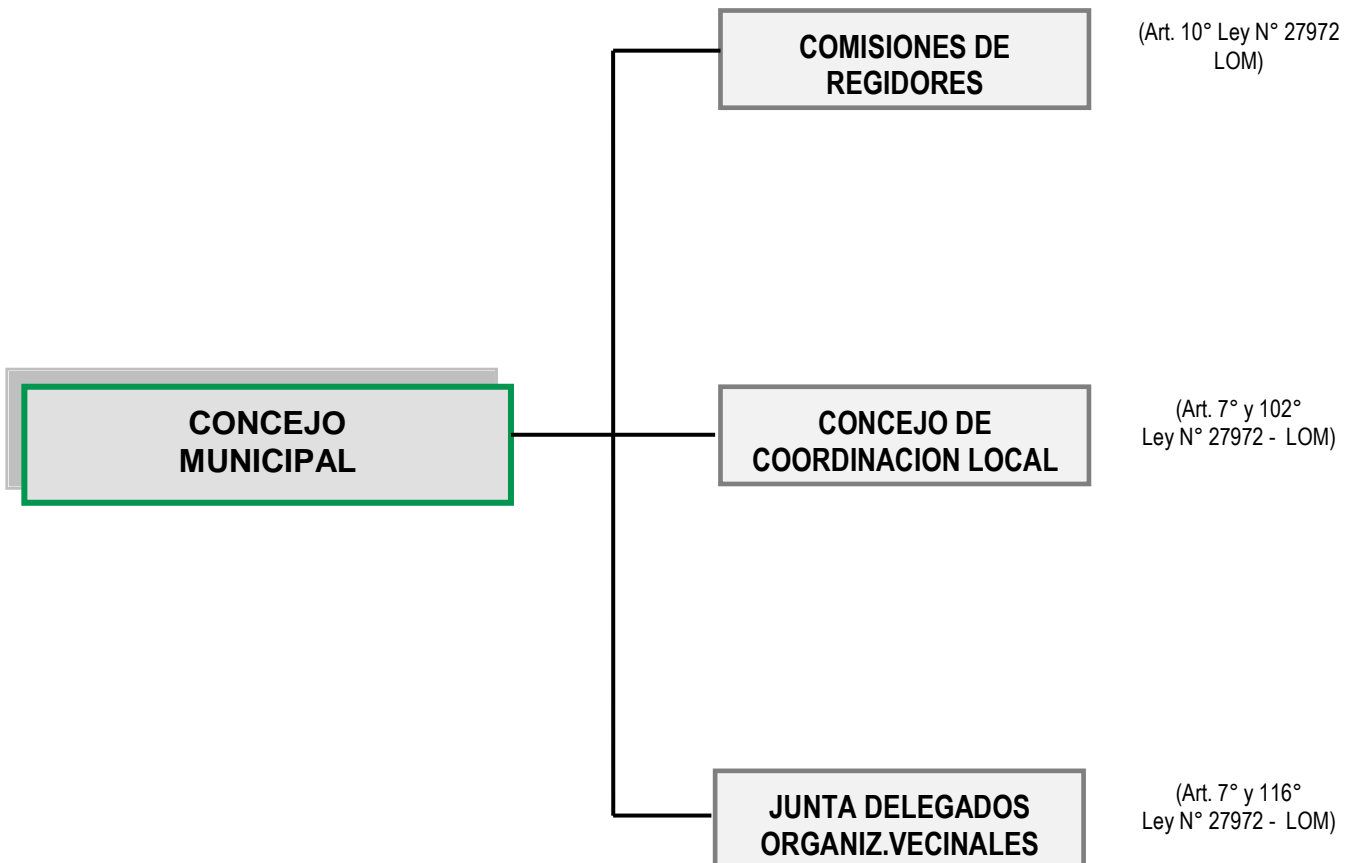 COMISIONES DE
REGIDORES
(Art. 10° Ley N° 27972
LOM)
CONCEJO
MUNICIPAL
CONCEJO DE
COORDINACION LOCAL
(Art. 7° y 102°
Ley N° 27972 - LOM)
JUNTA DELEGADOS
ORGANIZ.VECINALES
(Art. 7° y 116°
Ley N° 27972 - LOM)